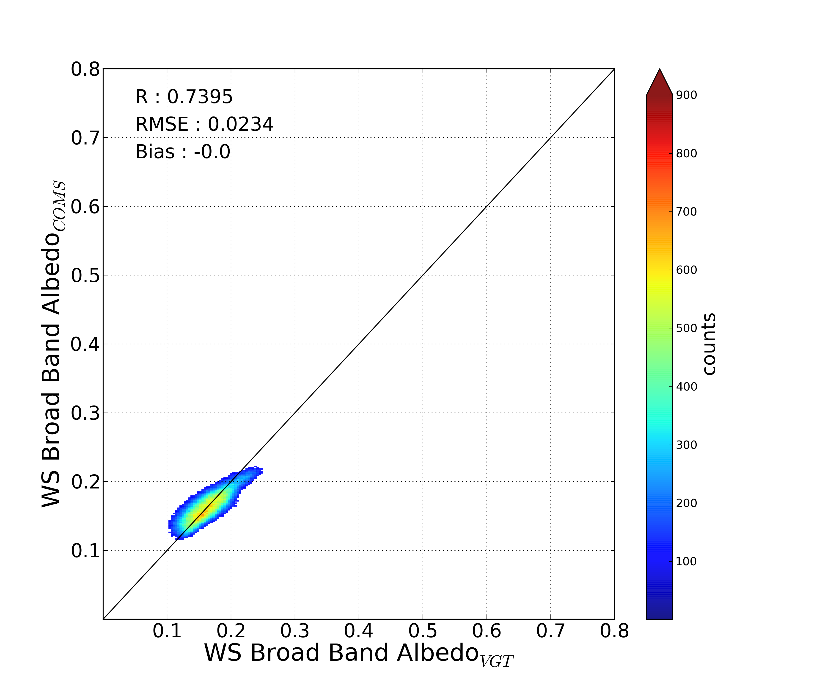 R : 0.7395
RMSE : 0.0234
Bias : -0.0
0.8
0.7
0.6
0.5
0.4
0.3
0.2
0.1
WS Broad Band Albedo COMS
0.1 0.2 0.3 0.4 0.5 0.6 0.7 0.8
WS Broad Band Albedo VGT
900
800
700
600
500
400
300
200
100
counts